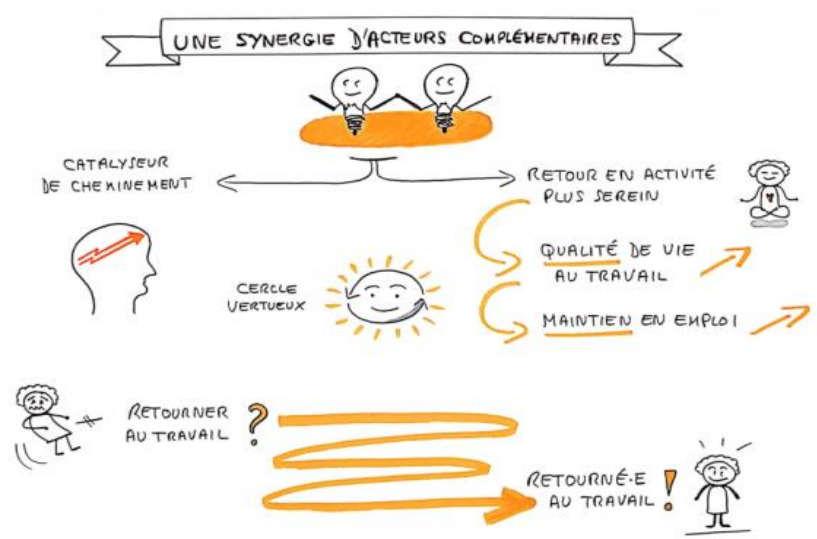 UNE SYNERGIE D'ACTEURS COMPLÉMENTAIRES
CATALYSEUR
DE CHEMINEMENT
RETOUR EN ACTIVITÉ
PLUS SEREIN
QUALITÉ DE VIE
AU TRAVAIL
CERCLE
VERTUEUX
MAINTIEN EN EMPLOI
RETOURNER
AU TRAVAIL ?
RETOURNÉ·E
AU TRAVAIL !